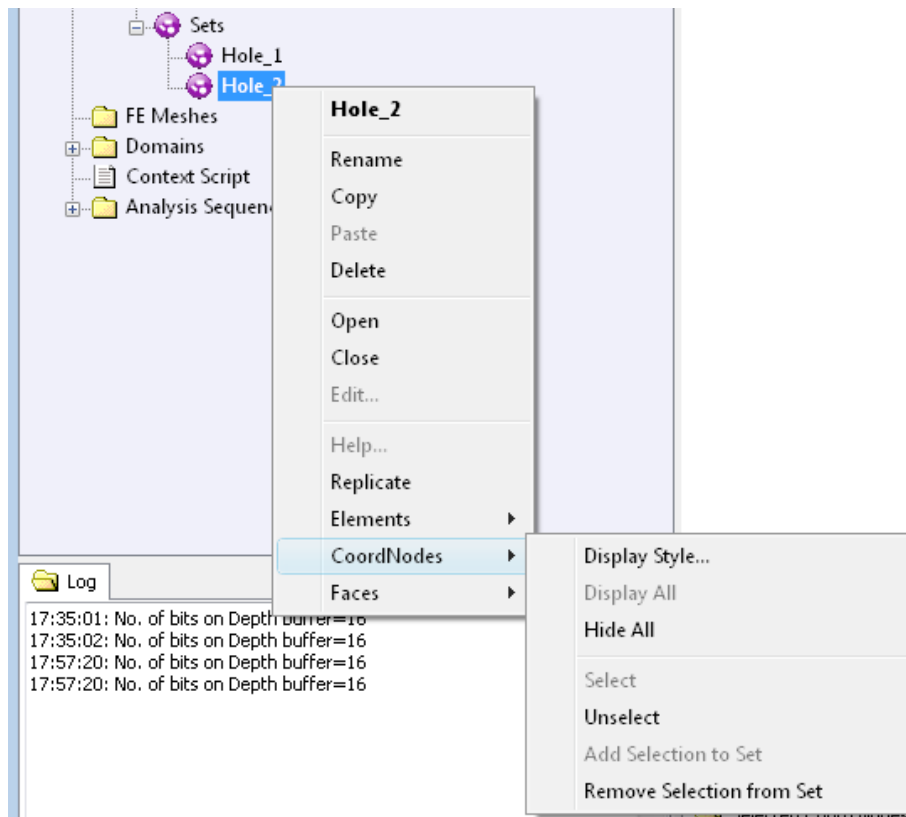 Sets
Hole_1
Hole_2
FE Meshes
Domains
Context Script
Analysis Sequen
Hole_2
Rename
Copy
Paste
Delete
Open
Close
Edit...
Help...
Replicate
Elements
CoordNodes
Faces
Display Style...
Display All
Hide All
Select
Unselect
Add Selection to Set
Remove Selection from Set
Log
17:35:01: No. of bits on Depth buffer=16
17:35:02: No. of bits on Depth buffer=16
17:57:20: No. of bits on Depth buffer=16
17:57:20: No. of bits on Depth buffer=16